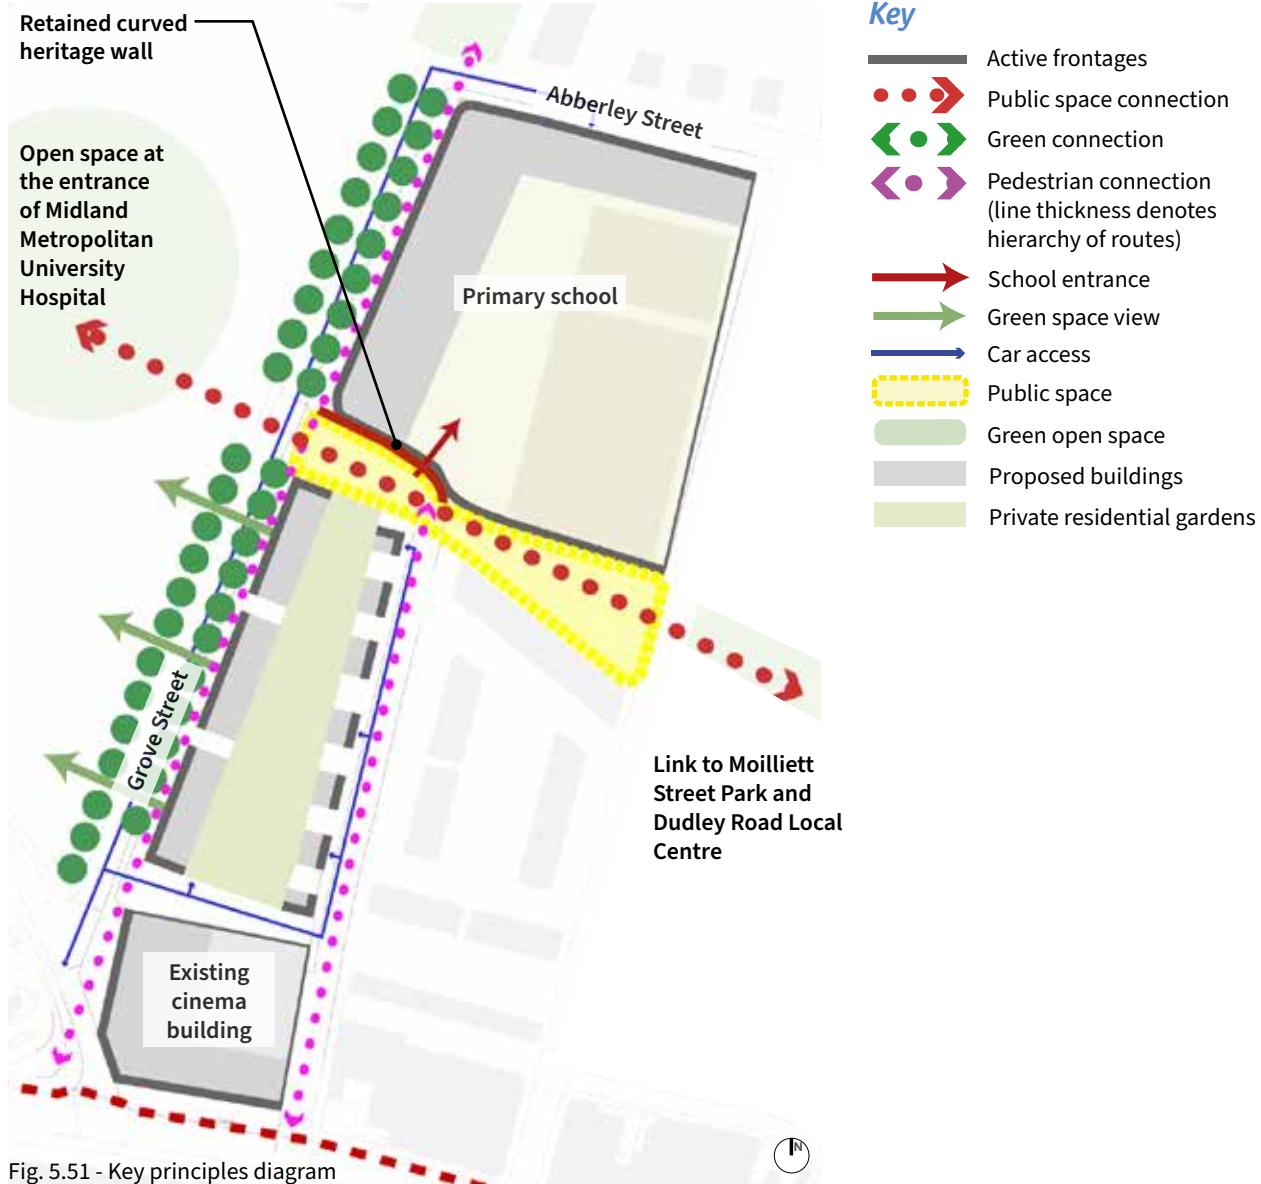 Retained curved
heritage wall
Open space at
the entrance
of Midland
Metropolitan
University
Hospital
Abberley Street
Primary school
Grove Street
Existing
cinema
building
Link to Moilliett
Street Park and
Dudley Road Local
Centre
N
Fig. 5.51 - Key principles diagram
Key
Active frontages
Public space connection
Green connection
Pedestrian connection
(line thickness denotes
hierarchy of routes)
School entrance
Green space view
Car access
Public space
Green open space
Proposed buildings
Private residential gardens